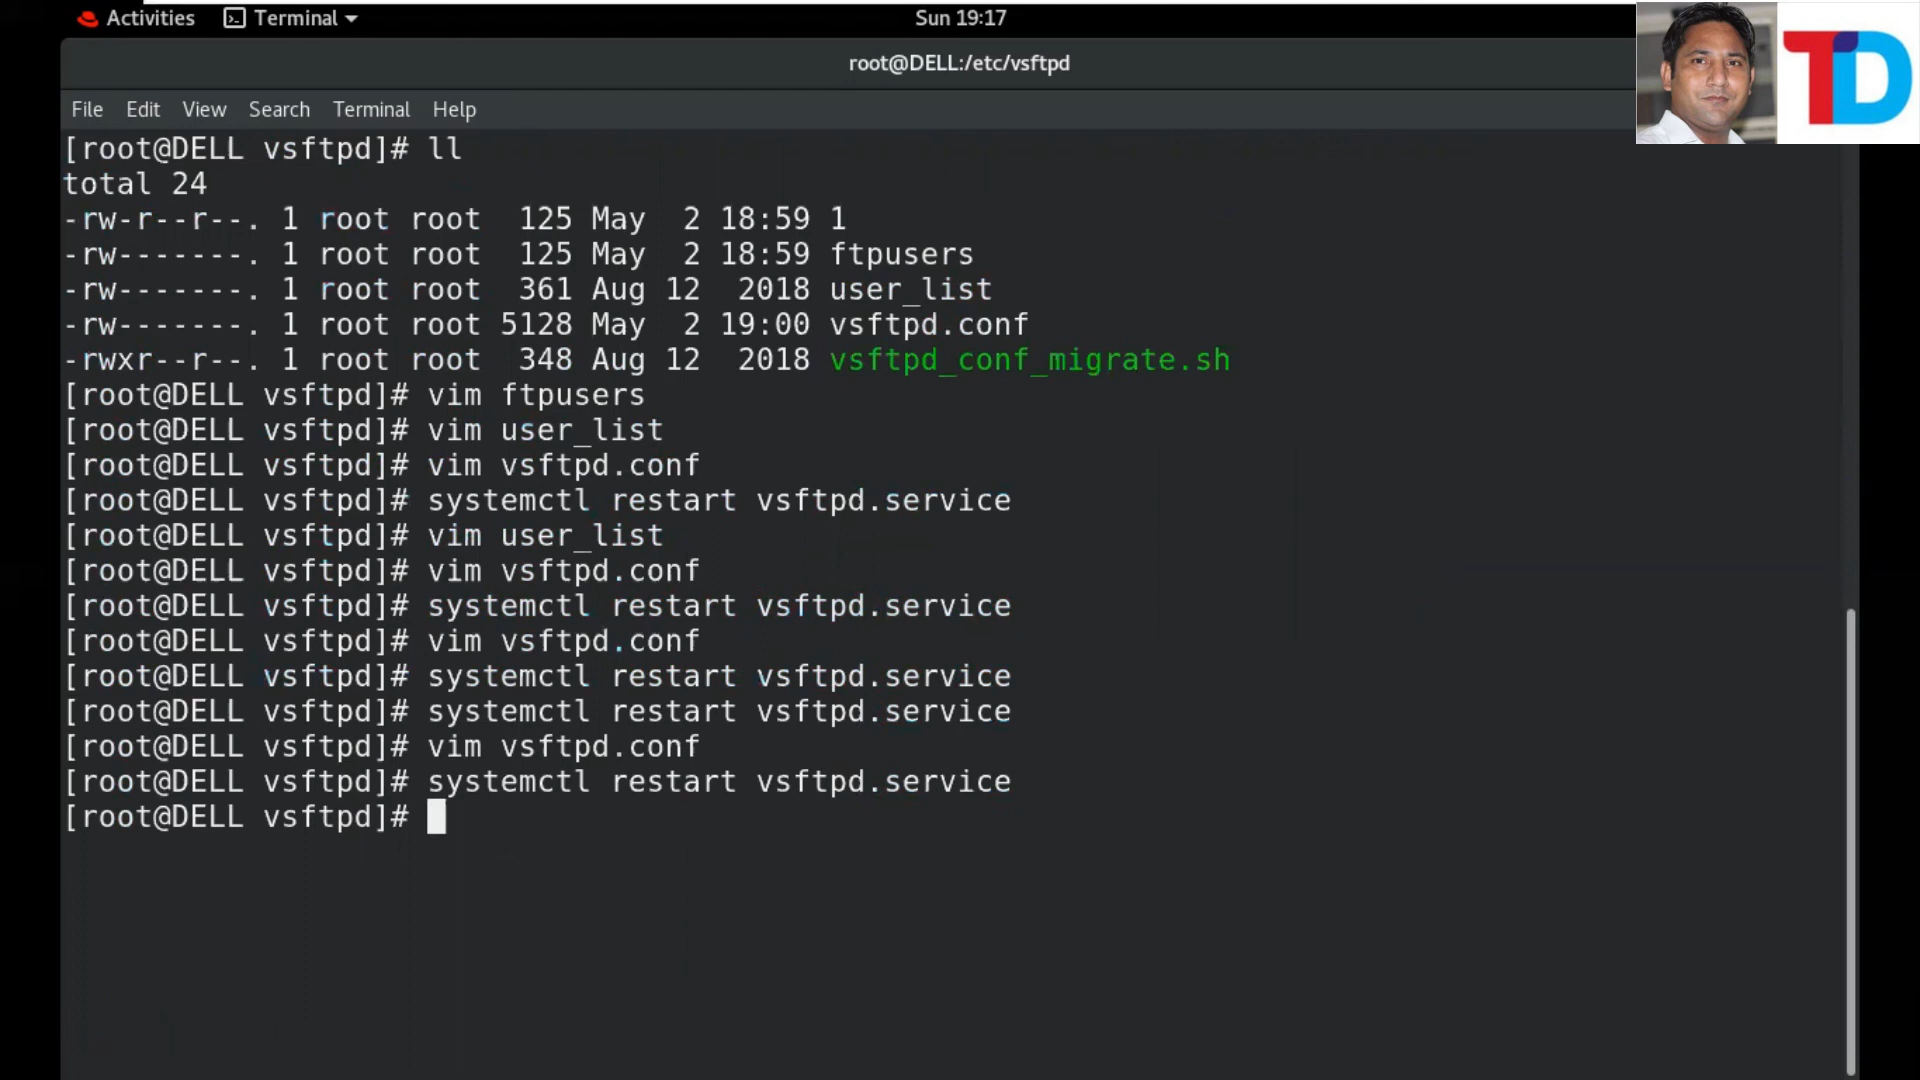 Activities Terminal Sun 19:17
root@DELL:/etc/vsftpd
File Edit View Search Terminal Help
[root@DELL vsftpd]# ll
total 24
-rw-r--r--. 1 root root  125 May  2 18:59 1
-rw-------. 1 root root  125 May  2 18:59 ftpusers
-rw-------. 1 root root  361 Aug 12  2018 user_list
-rw-------. 1 root root 5128 May  2 19:00 vsftpd.conf
-rwxr--r--. 1 root root  348 Aug 12  2018 vsftpd_conf_migrate.sh
[root@DELL vsftpd]# vim ftpusers
[root@DELL vsftpd]# vim user_list
[root@DELL vsftpd]# vim vsftpd.conf
[root@DELL vsftpd]# systemctl restart vsftpd.service
[root@DELL vsftpd]# vim user_list
[root@DELL vsftpd]# vim vsftpd.conf
[root@DELL vsftpd]# systemctl restart vsftpd.service
[root@DELL vsftpd]# vim vsftpd.conf
[root@DELL vsftpd]# systemctl restart vsftpd.service
[root@DELL vsftpd]# systemctl restart vsftpd.service
[root@DELL vsftpd]# vim vsftpd.conf
[root@DELL vsftpd]# systemctl restart vsftpd.service
[root@DELL vsftpd]#
TD